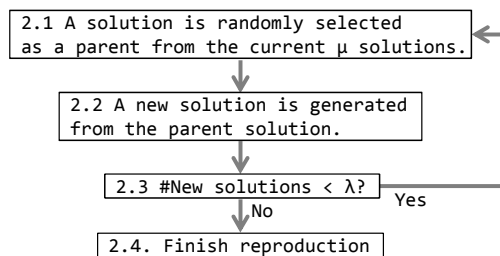 2.1 A solution is randomly selected
as a parent from the current μ solutions.
2.2 A new solution is generated
from the parent solution.
2.3 #New solutions < λ?
Yes
No
2.4. Finish reproduction